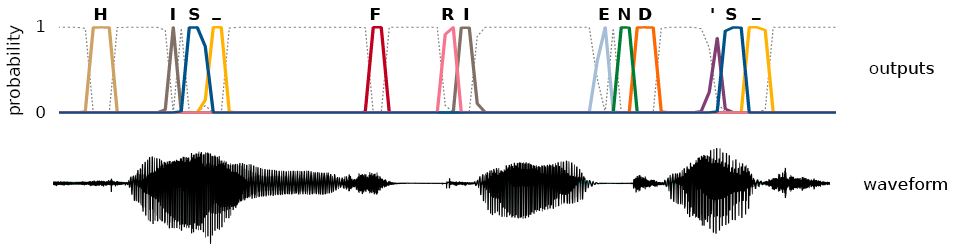 H I S _ F R I E N D ' S _
1
probability
0
outputs
waveform